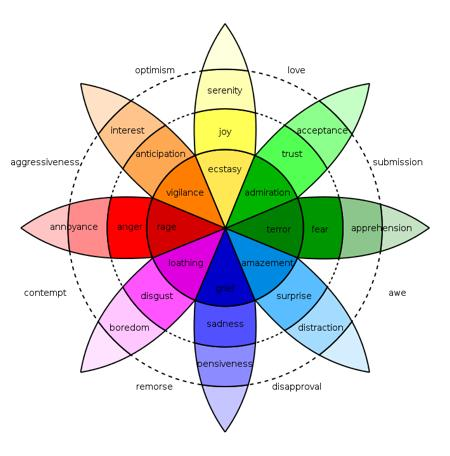 optimism
love
serenity
interest
joy
acceptance
aggressiveness
anticipation
trust
submission
ecstasy
vigilance
admiration
annoyance
anger
rage
terror
fear
apprehension
loathing
amazement
contempt
disgust
grief
surprise
awe
boredom
sadness
distraction
pensiveness
remorse
disapproval